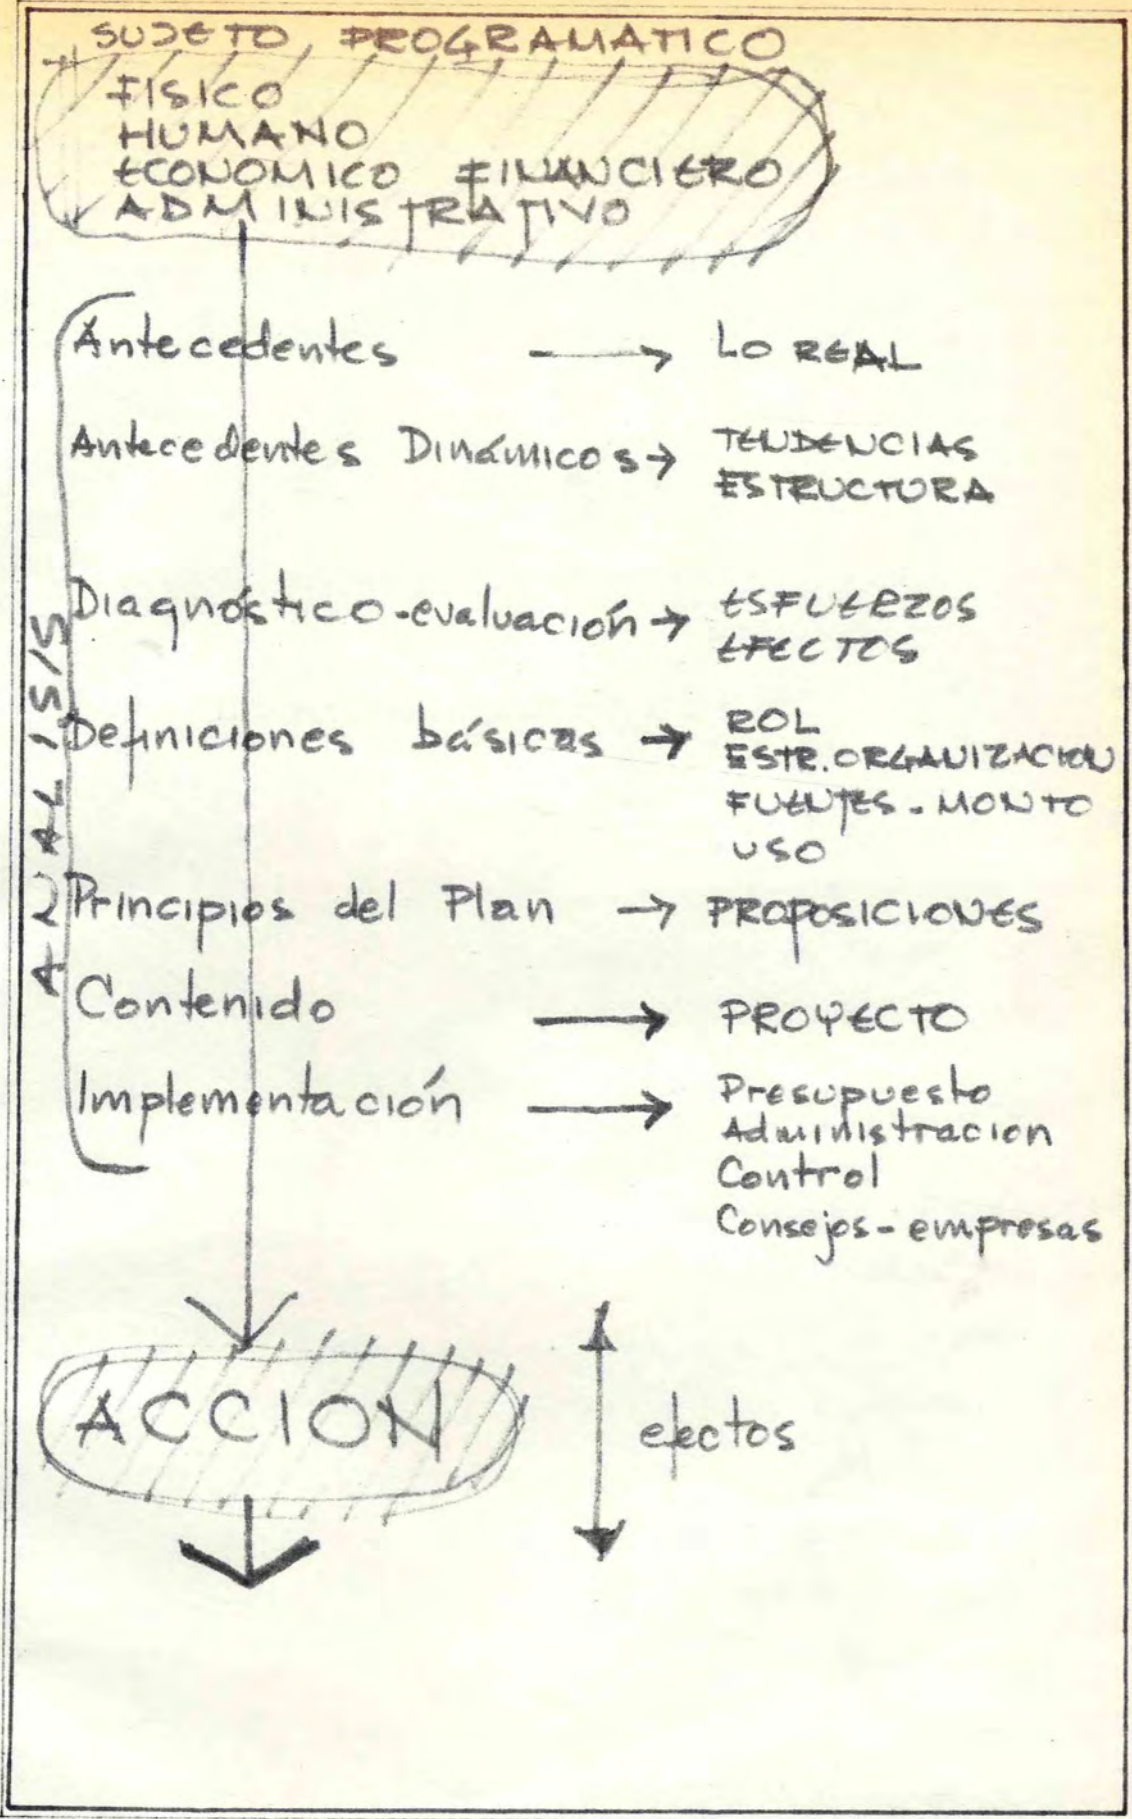 SUJETO PROGRAMATICO
FISICO
HUMANO
ECONOMICO FINANCIERO
ADMINISTRATIVO
ANALISIS
Antecedentes → LO REAL
Antecedentes Dinámicos → TENDENCIAS
ESTRUCTURA
Diagnóstico-evaluación → ESFUERZOS
EFECTOS
Definiciones básicas → ROL
ESTR. ORGANIZACION
FUENTES - MONTO
USO
Principios del Plan → PROPOSICIONES
Contenido → PROYECTO
Implementación → Presupuesto
Administracion
Control
Consejos - empresas
ACCION
efectos